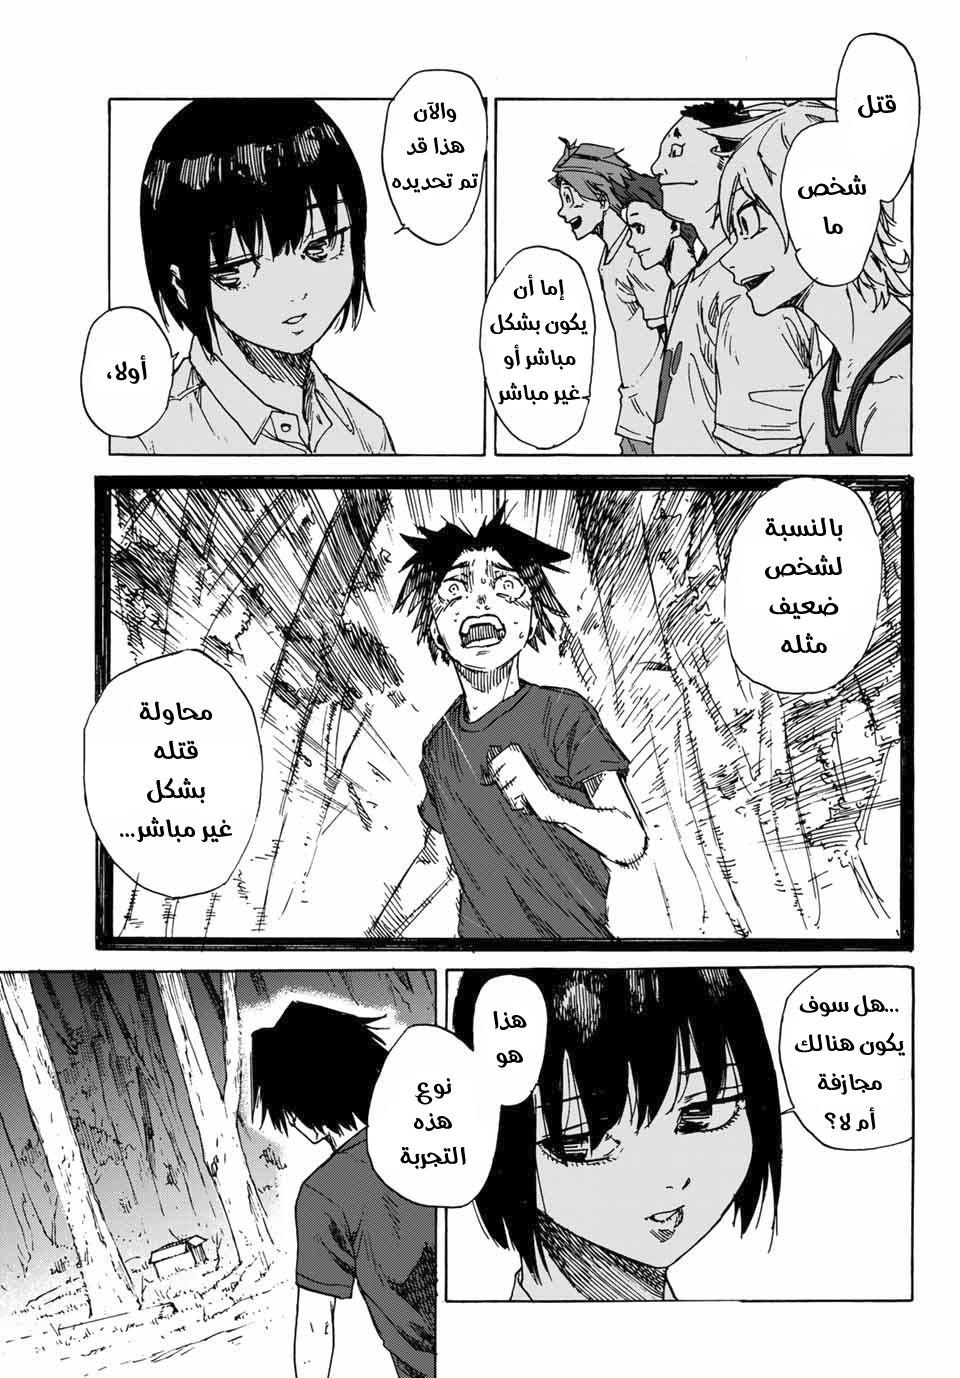 قتل
شخص
ما
إما أن
يكون بشكل
مباشر أو
غير مباشر
والآن
هذا قد
تم تحديده
أولا،
بالنسبة
لشخص
ضعيف
مثله
محاولة
قتله
بشكل
غير مباشر...
...هل سوف
يكون هنالك
مجازفة
أم لا؟
هذا
هو
نوع
هذه
التجربة